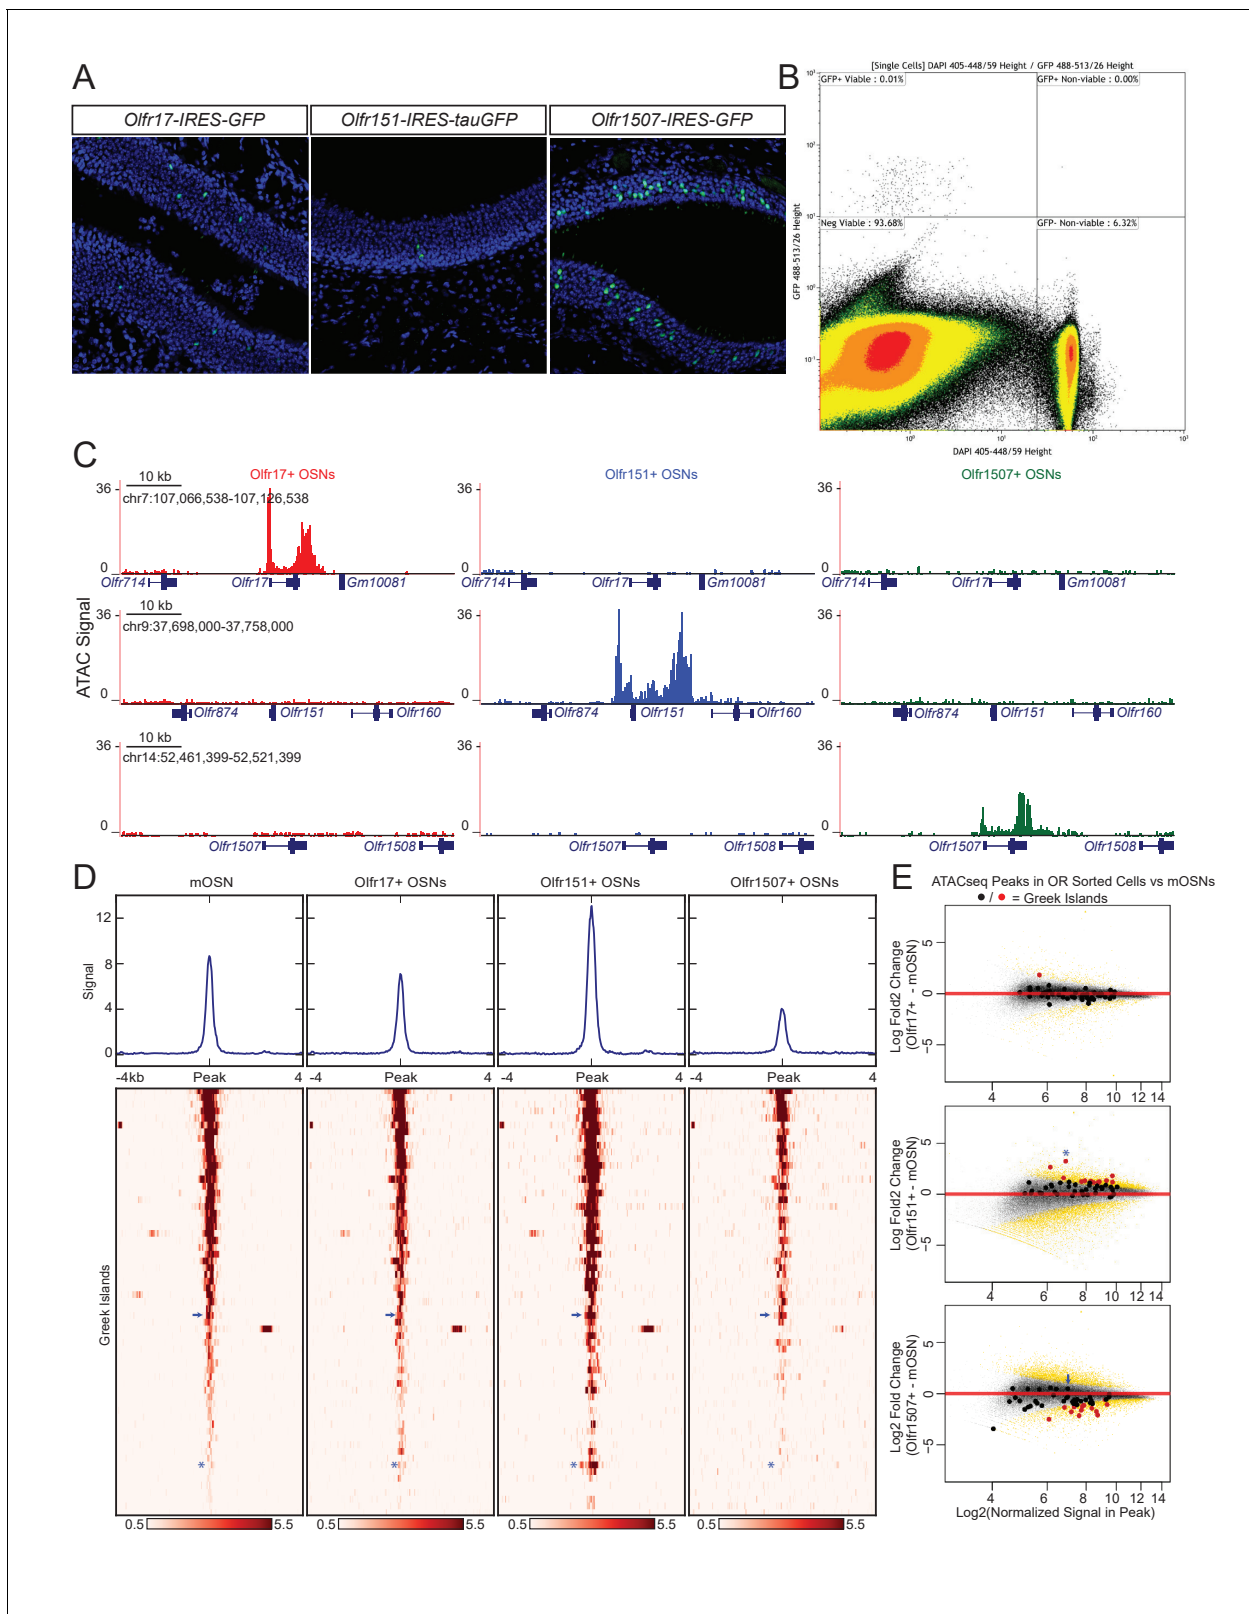 A
Olfr17-IRES-GFP
Olfr151-IRES-tauGFP
Olfr1507-IRES-GFP
B
[Single Cells] DAPI 405-448/59 Height / GFP 488-513/26 Height
GFP+ Viable : 0.01%
GFP+ Non-viable : 0.00%
Neg Viable : 93.68%
GFP- Non-viable : 6.32%
GFP 488-513/26 Height
10³
10²
10¹
10⁰
10⁻¹
10⁰
10¹
10²
10³
DAPI 405-448/59 Height
C
Olfr17+ OSNs
Olfr151+ OSNs
Olfr1507+ OSNs
ATAC Signal
10 kb
chr7:107,066,538-107,126,538
36
0
Olfr714
Olfr17
Gm10081
36
0
Olfr714
Olfr17
Gm10081
36
0
Olfr714
Olfr17
Gm10081
10 kb
chr9:37,698,000-37,758,000
36
0
Olfr874
Olfr151
Olfr160
36
0
Olfr874
Olfr151
Olfr160
36
0
Olfr874
Olfr151
Olfr160
10 kb
chr14:52,461,399-52,521,399
36
0
Olfr1507
Olfr1508
36
0
Olfr1507
Olfr1508
36
0
Olfr1507
Olfr1508
D
mOSN
Olfr17+ OSNs
Olfr151+ OSNs
Olfr1507+ OSNs
Signal
12
8
4
0
-4kb
Peak
4
-4
Peak
4
-4
Peak
4
-4
Peak
4
Greek Islands
*
*
*
*
0.5
5.5
0.5
5.5
0.5
5.5
0.5
5.5
E
ATACseq Peaks in OR Sorted Cells vs mOSNs
/ = Greek Islands
Log Fold2 Change
(Olfr17+ - mOSN)
5
0
−5
4
6
8
10
12
14
Log Fold2 Change
(Olfr151+ - mOSN)
5
0
−5
*
4
6
8
10
12
14
Log2 Fold Change
(Olfr1507+ - mOSN)
5
0
−5
4
6
8
10
12
14
Log2(Normalized Signal in Peak)